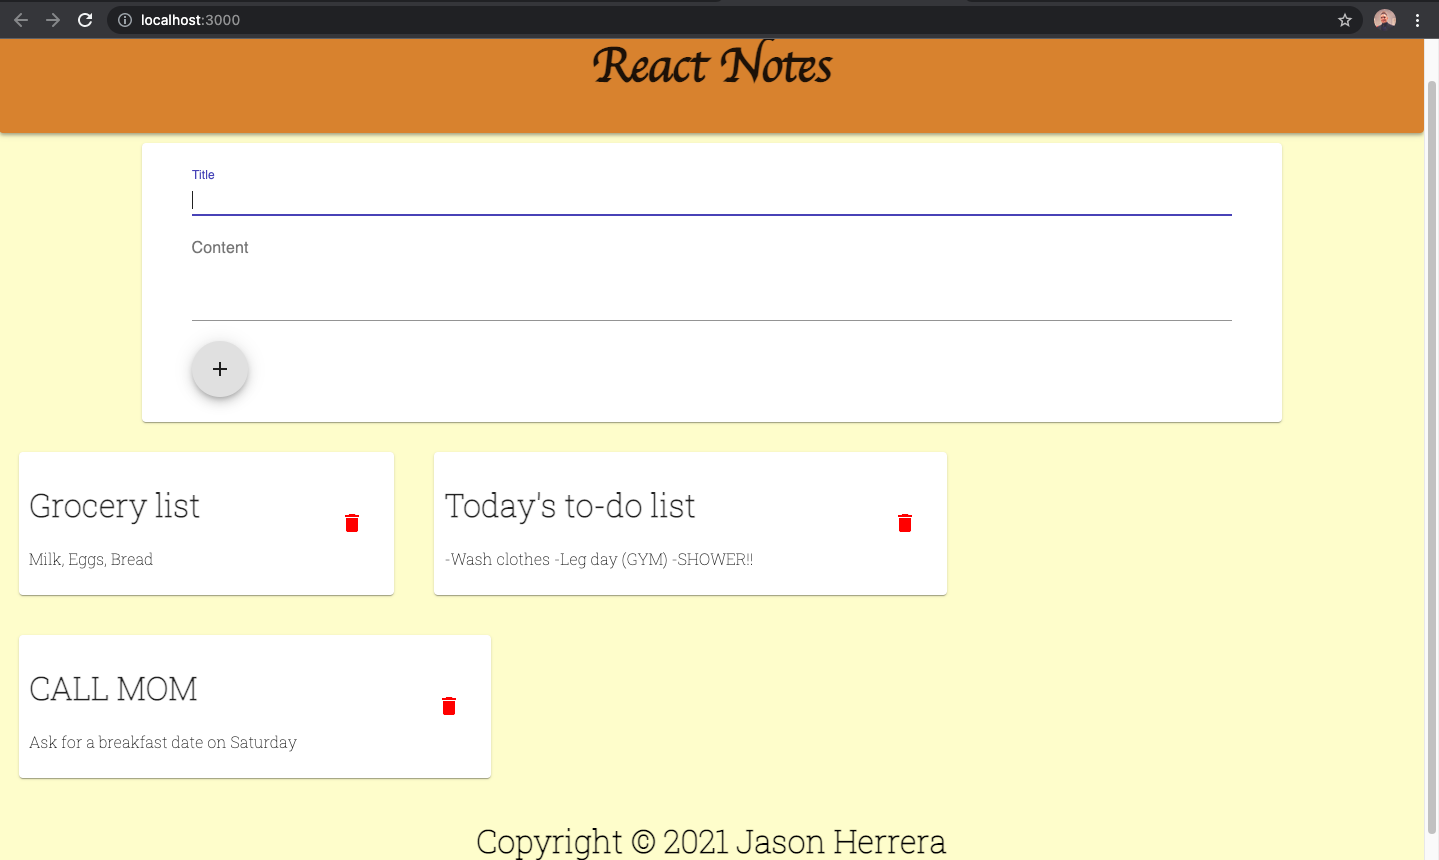 localhost:3000
React Notes
Title
Content
Grocery list
Milk, Eggs, Bread
Today's to-do list
-Wash clothes -Leg day (GYM) -SHOWER!!
CALL MOM
Ask for a breakfast date on Saturday
Copyright © 2021 Jason Herrera